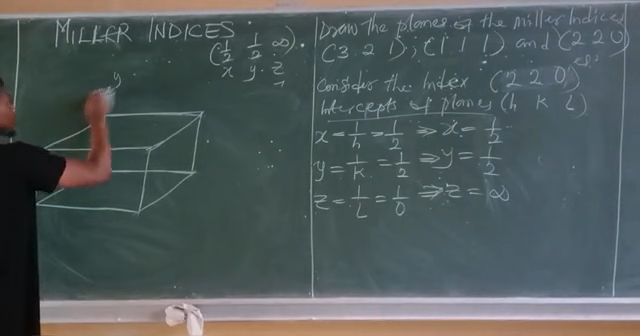 MILLER INDICES
(1/2 1/2 ∞).
x y z
y
Draw the planes of the miller Indices
(3 2 1); (1 1 1) and (2 2 0)
Consider the Index (2 2 0)
Intercepts of planes (h k l)
x = 1/h = 1/2 ⇒ x = 1/2
y = 1/K = 1/2 ⇒ y = 1/2
z = 1/L = 1/0 ⇒ z = ∞